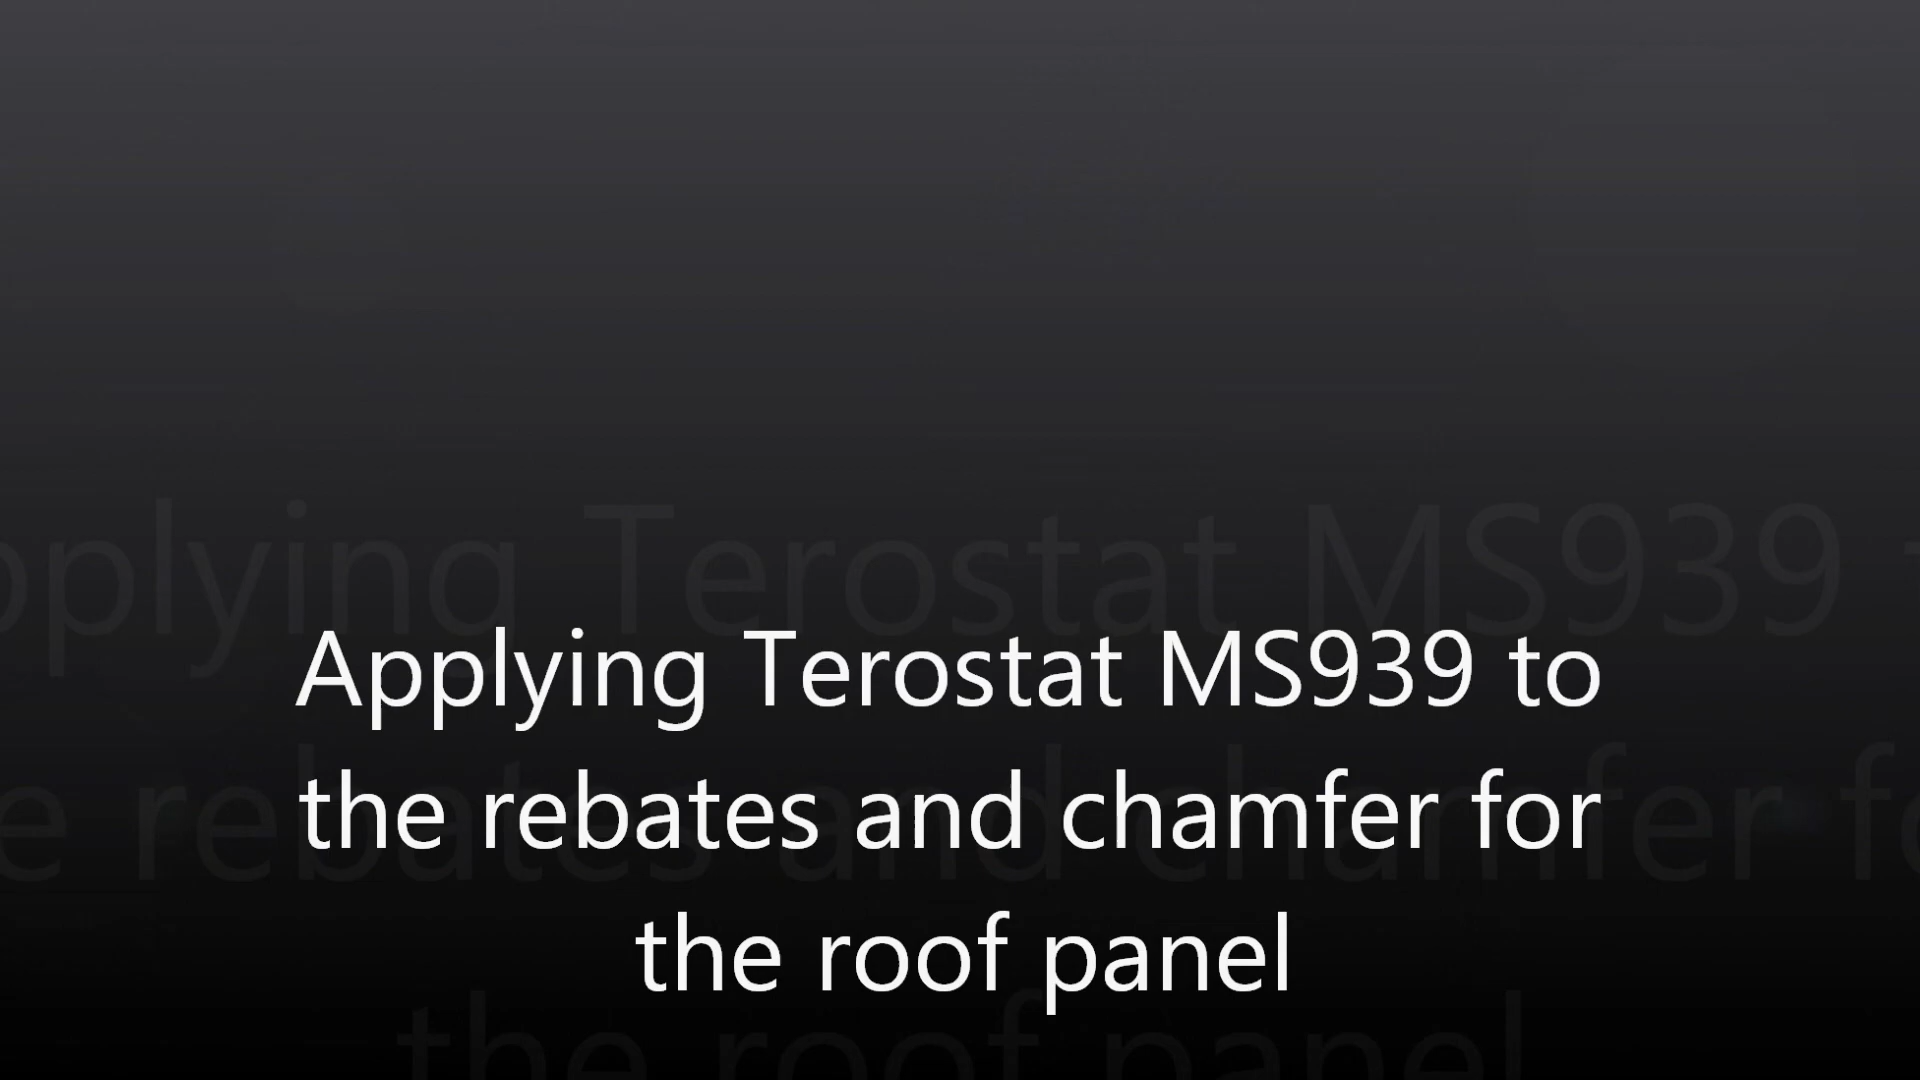 Applying Terostat MS939 to
the rebates and chamfer for
the roof panel